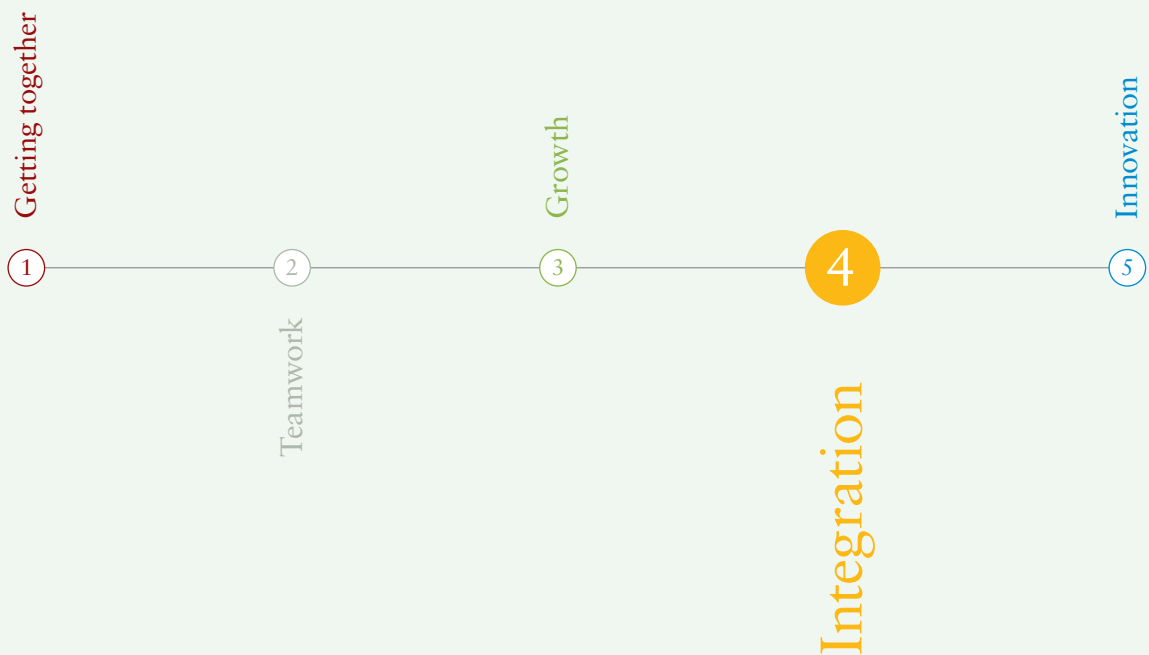 Getting together
1
2
Teamwork
Growth
3
4
Integration
Innovation
5